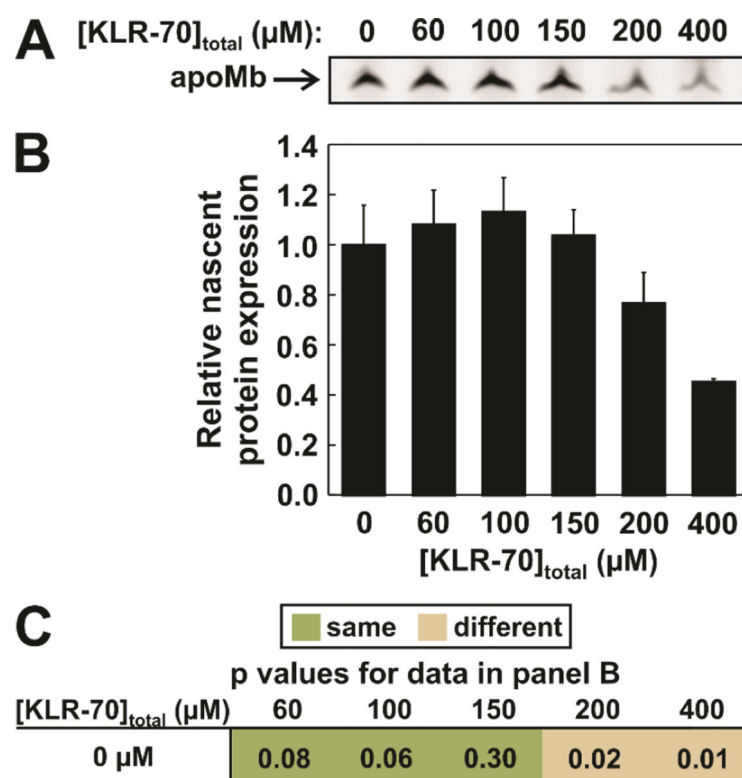 A [KLR-70]total (µM): 0 60 100 150 200 400
apoMb
B
Relative nascent
protein expression
1.4
1.2
1.0
0.8
0.6
0.4
0.2
0.0
0 60 100 150 200 400
[KLR-70]total (µM)
C
same different
p values for data in panel B
[KLR-70]total (µM) 60 100 150 200 400
0 µM 0.08 0.06 0.30 0.02 0.01